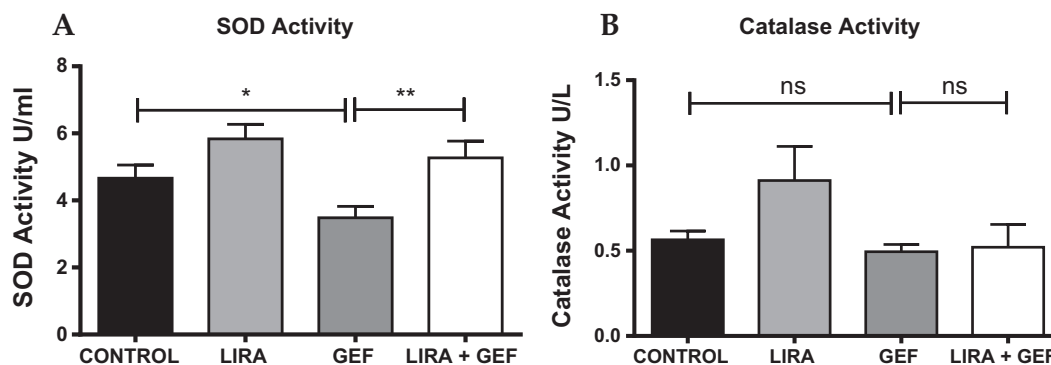 A
SOD Activity
SOD Activity U/ml
8
6
4
2
0
*
**
CONTROL
LIRA
GEF
LIRA + GEF
B
Catalase Activity
Catalase Activity U/L
1.5
1.0
0.5
0.0
ns
ns
CONTROL
LIRA
GEF
LIRA + GEF